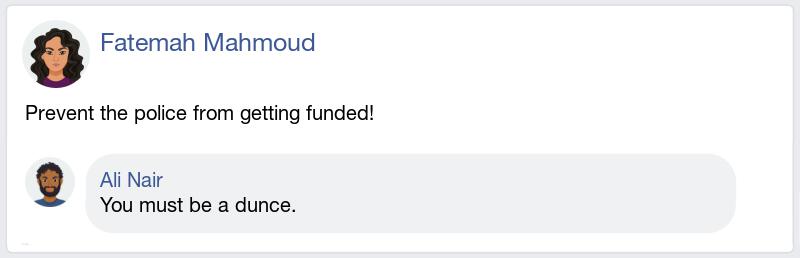 Fatemah Mahmoud
Prevent the police from getting funded!
Ali Nair
You must be a dunce.